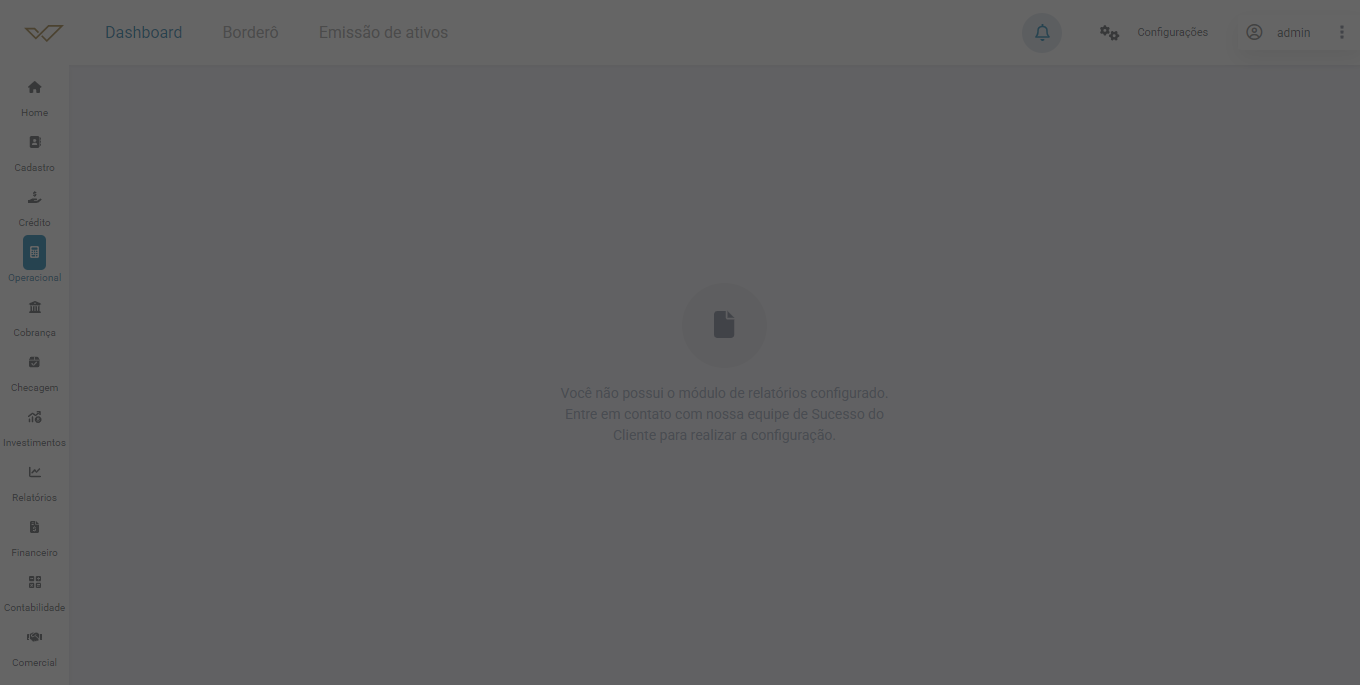 Dashboard
Borderô
Emissão de ativos
Configurações
admin
Home
Cadastro
Crédito
Operacional
Cobrança
Checagem
Investimentos
Relatórios
Financeiro
Contabilidade
Comercial
Você não possui o módulo de relatórios configurado.
Entre em contato com nossa equipe de Sucesso do
Cliente para realizar a configuração.